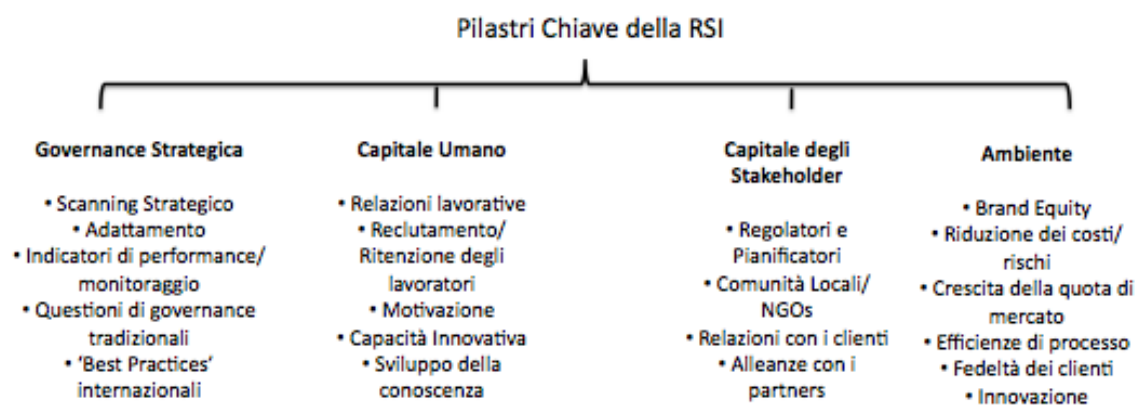 Pilastri Chiave della RSI
Governance Strategica
• Scanning Strategico
• Adattamento
• Indicatori di performance/
monitoraggio
• Questioni di governance
tradizionali
• 'Best Practices'
internazionali
Capitale Umano
• Relazioni lavorative
• Reclutamento/
Ritenzione degli
lavoratori
• Motivazione
• Capacità Innovativa
• Sviluppo della
conoscenza
Capitale degli
Stakeholder
• Regolatori e
Pianificatori
• Comunità Locali/
NGOs
• Relazioni con i clienti
• Alleanze con i
partners
Ambiente
• Brand Equity
• Riduzione dei costi/
rischi
• Crescita della quota di
mercato
• Efficienze di processo
• Fedeltà dei clienti
• Innovazione